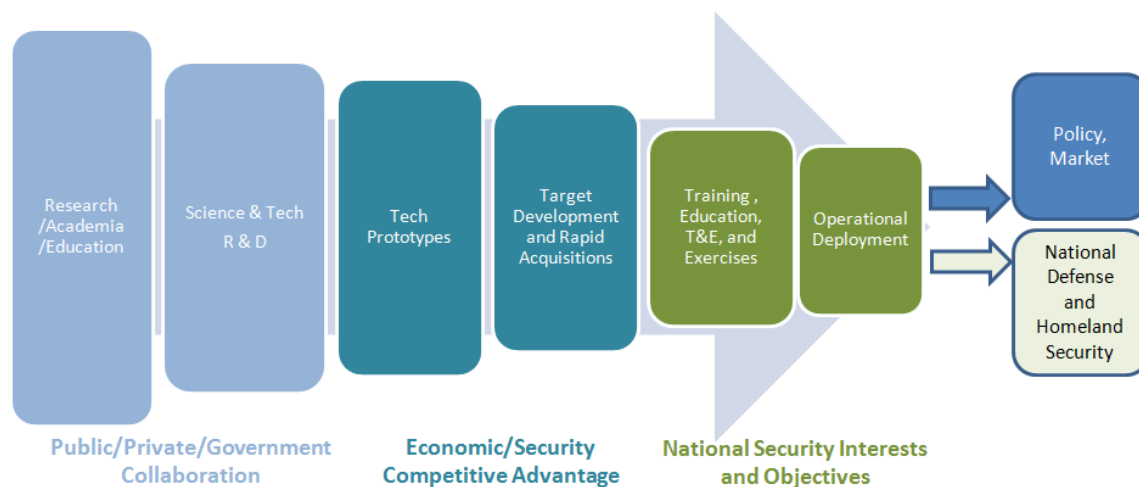 Research
/Academia
/Education
Science & Tech
R & D
Tech
Prototypes
Target
Development
and Rapid
Acquisitions
Training ,
Education,
T&E, and
Exercises
Operational
Deployment
Policy,
Market
National
Defense
and
Homeland
Security
Public/Private/Government
Collaboration
Economic/Security
Competitive Advantage
National Security Interests
and Objectives